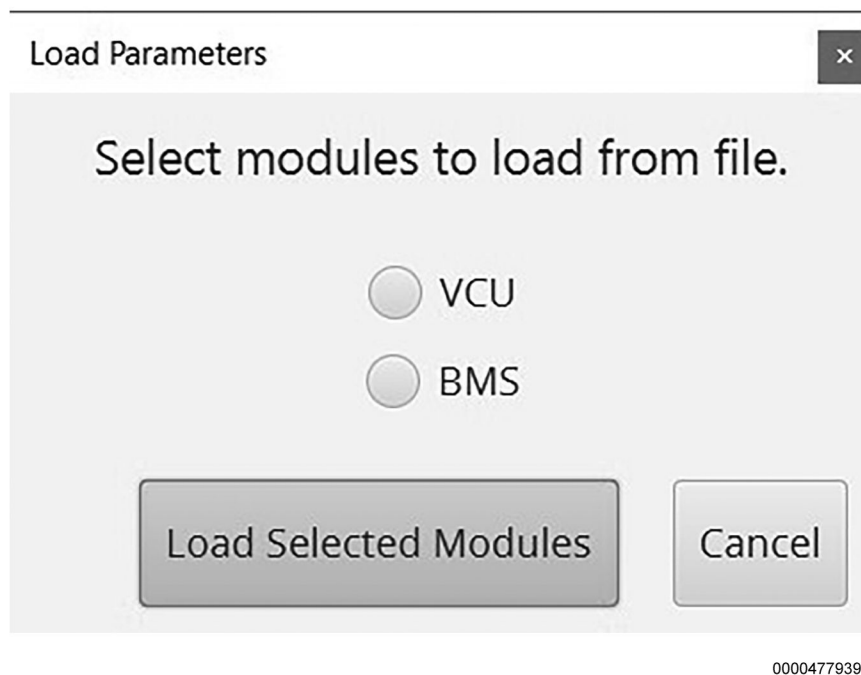 Load Parameters
×
Select modules to load from file.
VCU
BMS
Load Selected Modules
Cancel
0000477939